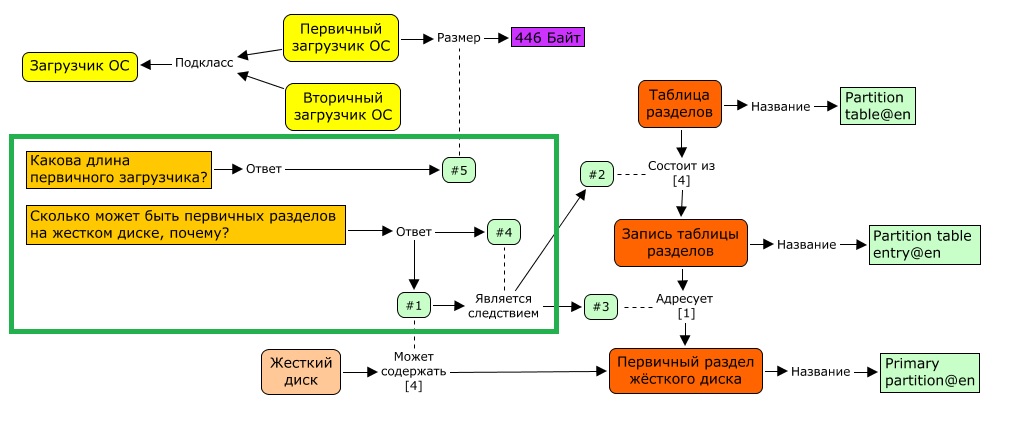 Первичный
загрузчик ОС
Размер
446 Байт
Загрузчик ОС
Подкласс
Вторичный
загрузчик ОС
Таблица
разделов
Название
Partition
table@en
Какова длина
первичного загрузчика?
Ответ
#5
#2
Состоит из
[4]
Сколько может быть первичных разделов
на жестком диске, почему?
Ответ
#4
Запись таблицы
разделов
Название
Partition table
entry@en
#1
Является
следствием
#3
Адресует
[1]
Жесткий
диск
Может
содержать
[4]
Первичный раздел
жёсткого диска
Название
Primary
partition@en